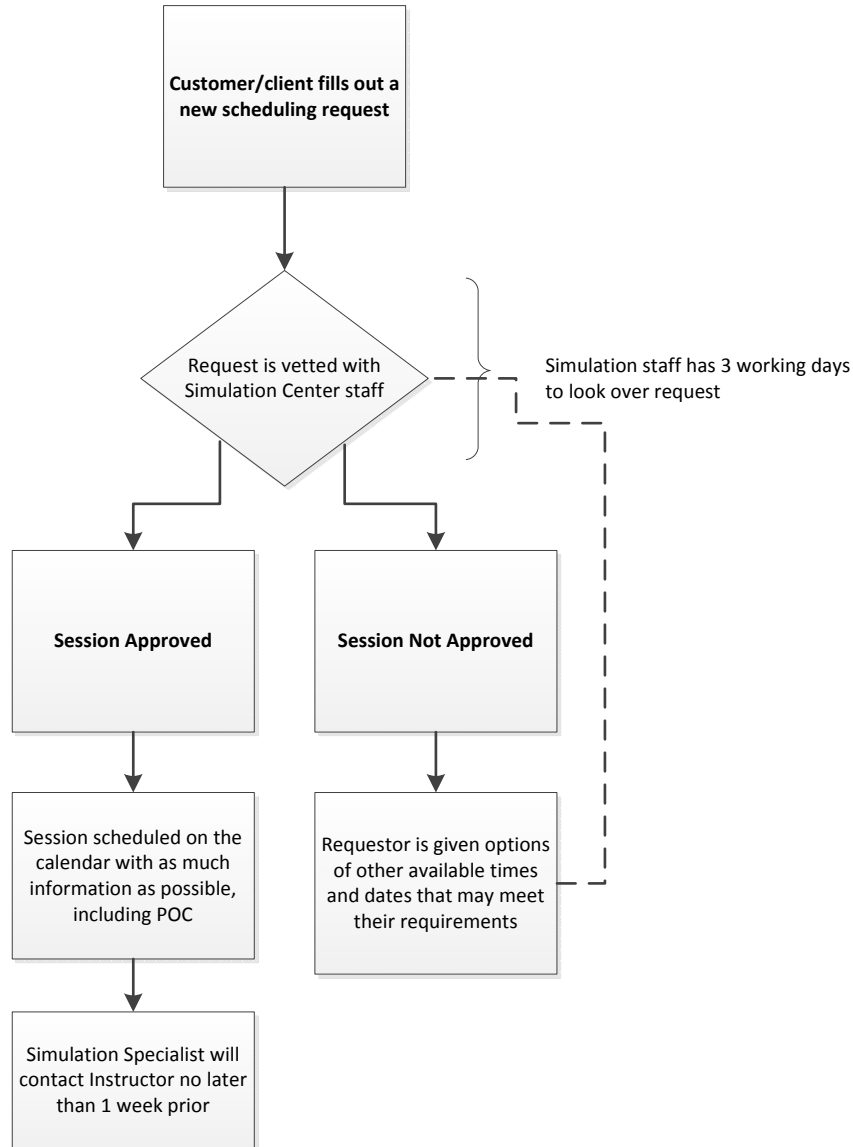 Customer/client fills out a
new scheduling request
Request is vetted with
Simulation Center staff
Simulation staff has 3 working days
to look over request
Session Approved
Session Not Approved
Session scheduled on the
calendar with as much
information as possible,
including POC
Requestor is given options
of other available times
and dates that may meet
their requirements
Simulation Specialist will
contact Instructor no later
than 1 week prior